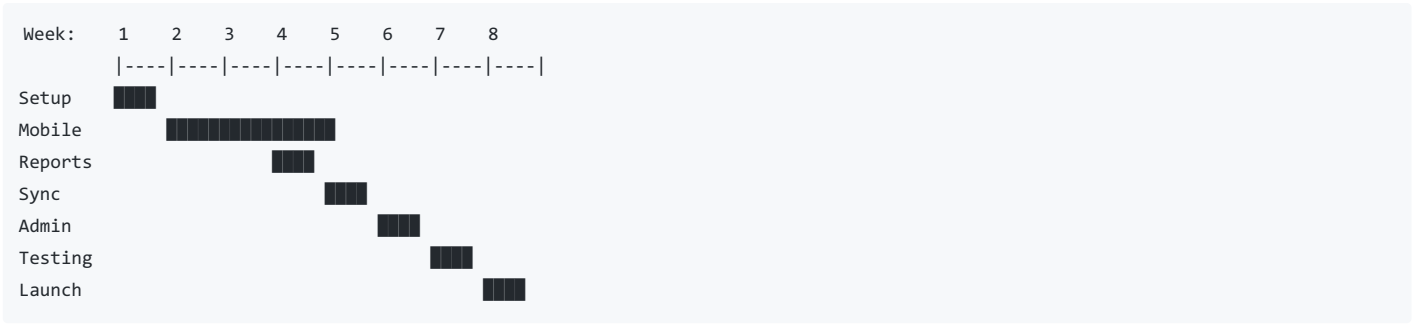 Week:    1    2    3    4    5    6    7    8
         |----|----|----|----|----|----|----|----|
Setup    ████
Mobile        ████████████████
Reports                 ████
Sync                         ████
Admin                             ████
Testing                                ████
Launch                                      ████